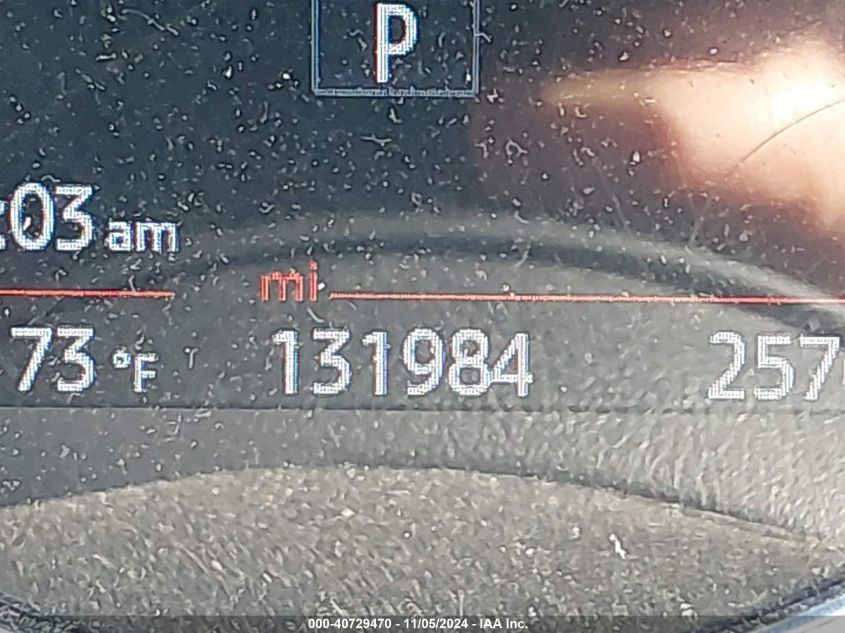 P
:03 am
mi
73 °F 131984 257
000-40729470 - 11/05/2024 - IAA Inc.